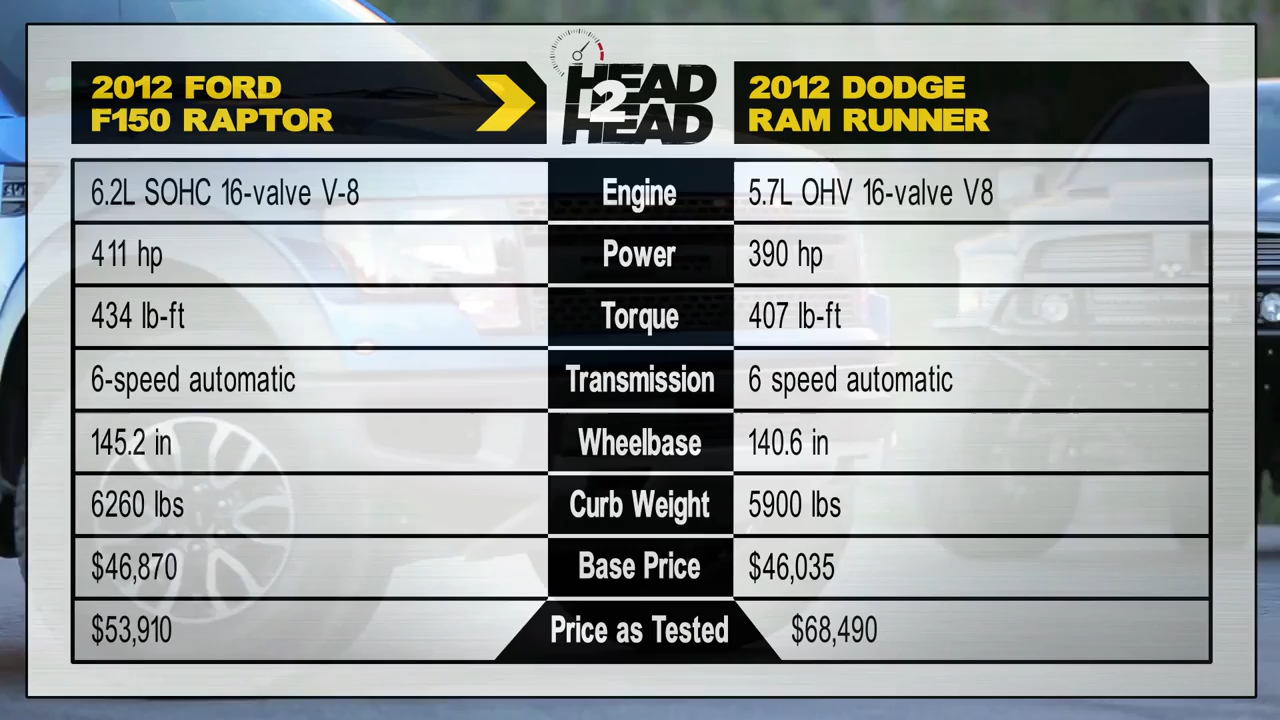 2012 FORD
F150 RAPTOR
HEAD
2
HEAD
2012 DODGE
RAM RUNNER
6.2L SOHC 16-valve V-8 Engine 5.7L OHV 16-valve V8
411 hp Power 390 hp
434 lb-ft Torque 407 lb-ft
6-speed automatic Transmission 6 speed automatic
145.2 in Wheelbase 140.6 in
6260 lbs Curb Weight 5900 lbs
$46,870 Base Price $46,035
$53,910 Price as Tested $68,490